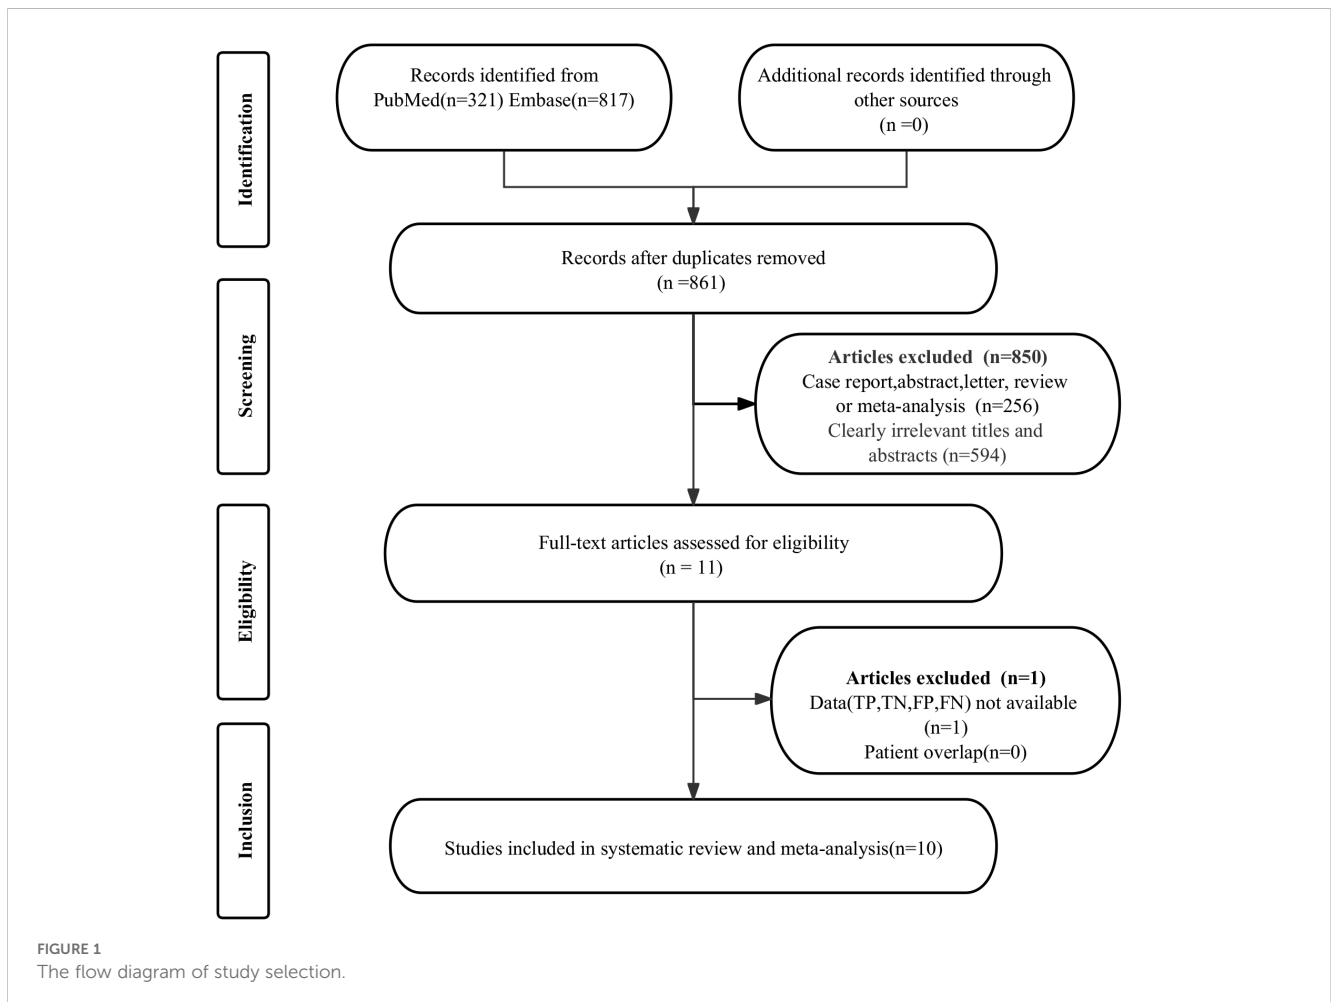 Identification
Records identified from
PubMed(n=321) Embase(n=817)
Additional records identified through
other sources
(n =0)
Records after duplicates removed
(n =861)
Screening
Articles excluded (n=850)
Case report,abstract,letter, review
or meta-analysis (n=256)
Clearly irrelevant titles and
abstracts (n=594)
Eligibility
Full-text articles assessed for eligibility
(n = 11)
Articles excluded (n=1)
Data(TP,TN,FP,FN) not available
(n=1)
Patient overlap(n=0)
Inclusion
Studies included in systematic review and meta-analysis(n=10)
FIGURE 1
The flow diagram of study selection.